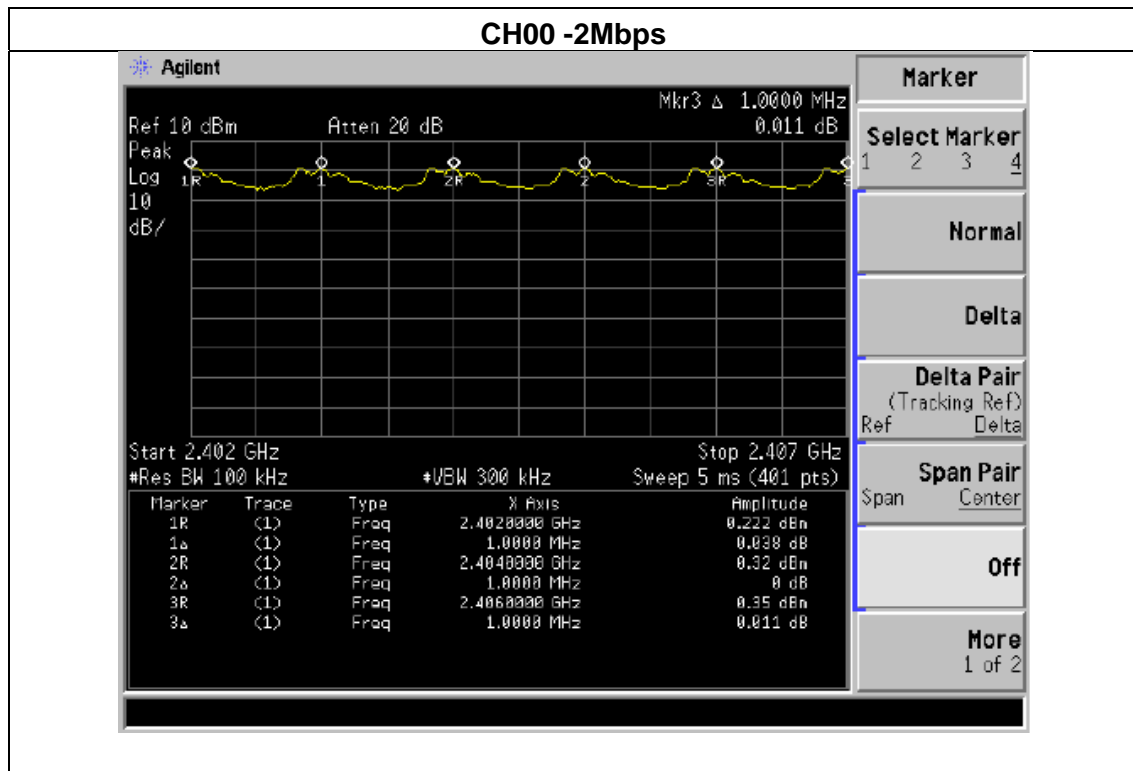 CH00 -2Mbps
Agilent
Mkr3 Δ 1.0000 MHz
Ref 10 dBm Atten 20 dB 0.011 dB
Peak
Log
10
dB/
1R 1 2R 2 3R 3
Start 2.402 GHz Stop 2.407 GHz
#Res BW 100 kHz #VBW 300 kHz Sweep 5 ms (401 pts)
Marker Trace Type X Axis Amplitude
1R (1) Freq 2.4020000 GHz 0.222 dBm
1Δ (1) Freq 1.0000 MHz 0.038 dB
2R (1) Freq 2.4040000 GHz 0.32 dBm
2Δ (1) Freq 1.0000 MHz 0 dB
3R (1) Freq 2.4060000 GHz 0.35 dBm
3Δ (1) Freq 1.0000 MHz 0.011 dB
Marker
Select Marker
1 2 3 4
Normal
Delta
Delta Pair
(Tracking Ref)
Ref Delta
Span Pair
Span Center
Off
More
1 of 2